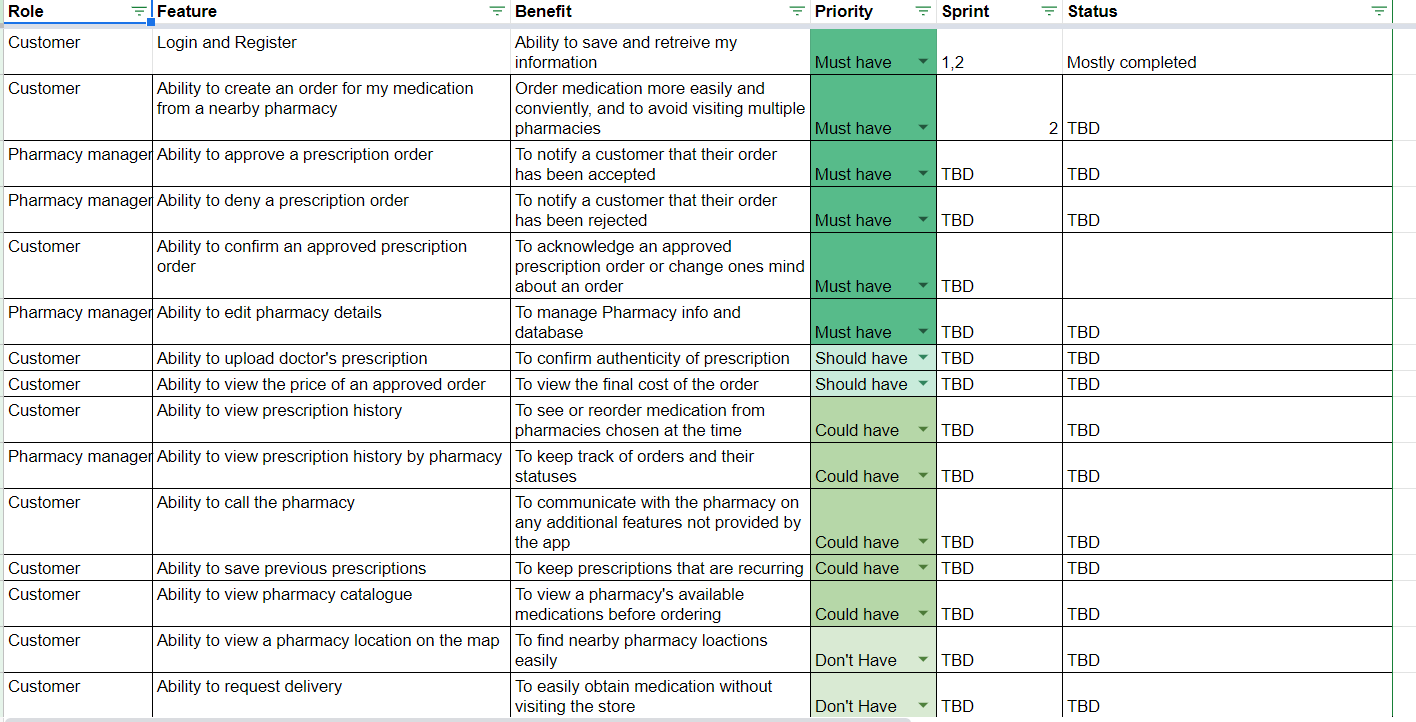 Role Feature Benefit Priority Sprint Status
Customer Login and Register Ability to save and retreive my
information Must have 1,2 Mostly completed
Customer Ability to create an order for my medication Order medication more easily and
from a nearby pharmacy conviently, and to avoid visiting multiple
pharmacies Must have 2 TBD
Pharmacy manager Ability to approve a prescription order To notify a customer that their order
has been accepted Must have TBD TBD
Pharmacy manager Ability to deny a prescription order To notify a customer that their order
has been rejected Must have TBD TBD
Customer Ability to confirm an approved prescription To acknowledge an approved
order prescription order or change ones mind
about an order Must have TBD
Pharmacy manager Ability to edit pharmacy details To manage Pharmacy info and
database Must have TBD TBD
Customer Ability to upload doctor's prescription To confirm authenticity of prescription Should have TBD TBD
Customer Ability to view the price of an approved order To view the final cost of the order Should have TBD TBD
Customer Ability to view prescription history To see or reorder medication from
pharmacies chosen at the time Could have TBD TBD
Pharmacy manager Ability to view prescription history by pharmacy To keep track of orders and their
statuses Could have TBD TBD
Customer Ability to call the pharmacy To communicate with the pharmacy on
any additional features not provided by
the app Could have TBD TBD
Customer Ability to save previous prescriptions To keep prescriptions that are recurring Could have TBD TBD
Customer Ability to view pharmacy catalogue To view a pharmacy's available
medications before ordering Could have TBD TBD
Customer Ability to view a pharmacy location on the map To find nearby pharmacy loactions
easily Don't Have TBD TBD
Customer Ability to request delivery To easily obtain medication without
visiting the store Don't Have TBD TBD